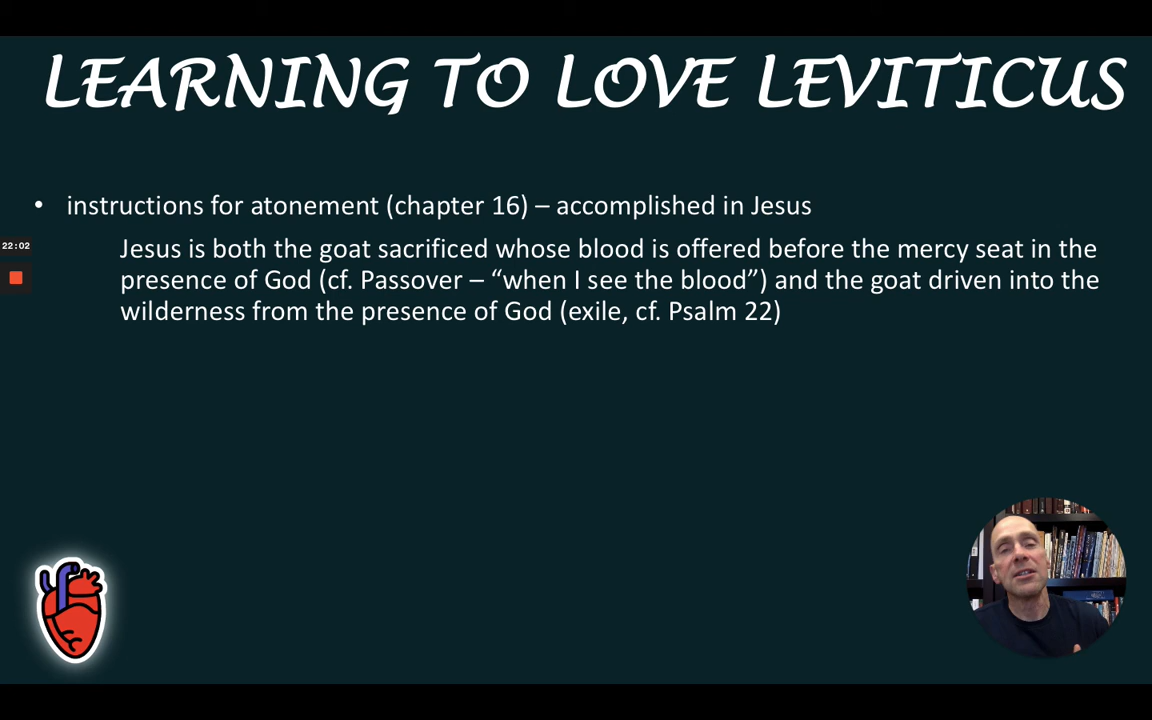 LEARNING TO LOVE LEVITICUS
• instructions for atonement (chapter 16) – accomplished in Jesus
22:02
Jesus is both the goat sacrificed whose blood is offered before the mercy seat in the
presence of God (cf. Passover – “when I see the blood”) and the goat driven into the
wilderness from the presence of God (exile, cf. Psalm 22)